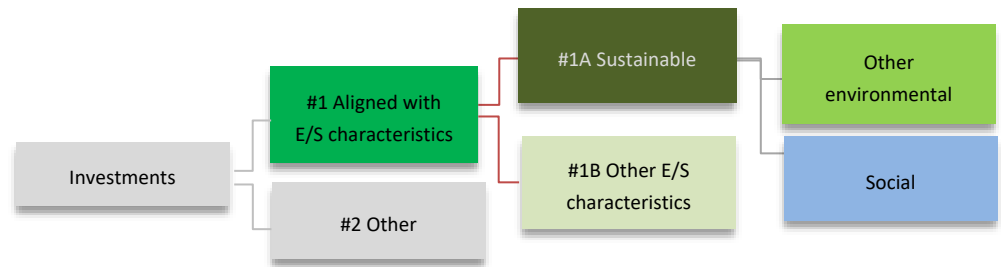 Investments
#1 Aligned with
E/S characteristics
#2 Other
#1A Sustainable
#1B Other E/S
characteristics
Other
environmental
Social